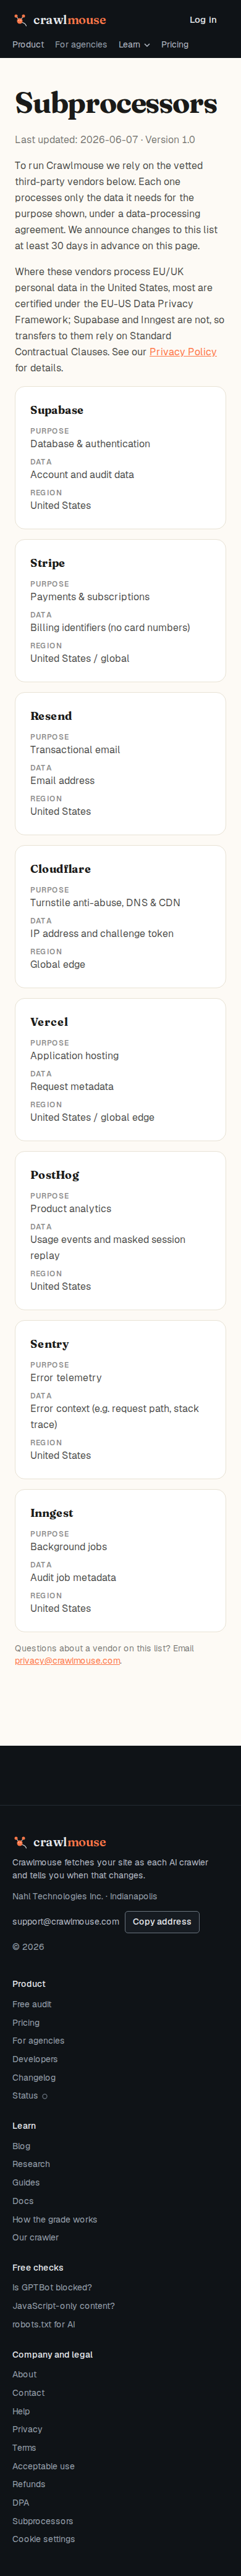 crawlmouse
Log in
Product For agencies Learn Pricing
Subprocessors
Last updated: 2026-06-07 · Version 1.0
To run Crawlmouse we rely on the vetted
third-party vendors below. Each one
processes only the data it needs for the
purpose shown, under a data-processing
agreement. We announce changes to this list
at least 30 days in advance on this page.
Where these vendors process EU/UK
personal data in the United States, most are
certified under the EU-US Data Privacy
Framework; Supabase and Inngest are not, so
transfers to them rely on Standard
Contractual Clauses. See our Privacy Policy
for details.
Supabase
PURPOSE
Database & authentication
DATA
Account and audit data
REGION
United States
Stripe
PURPOSE
Payments & subscriptions
DATA
Billing identifiers (no card numbers)
REGION
United States / global
Resend
PURPOSE
Transactional email
DATA
Email address
REGION
United States
Cloudflare
PURPOSE
Turnstile anti-abuse, DNS & CDN
DATA
IP address and challenge token
REGION
Global edge
Vercel
PURPOSE
Application hosting
DATA
Request metadata
REGION
United States / global edge
PostHog
PURPOSE
Product analytics
DATA
Usage events and masked session
replay
REGION
United States
Sentry
PURPOSE
Error telemetry
DATA
Error context (e.g. request path, stack
trace)
REGION
United States
Inngest
PURPOSE
Background jobs
DATA
Audit job metadata
REGION
United States
Questions about a vendor on this list? Email
privacy@crawlmouse.com.
crawlmouse
Crawlmouse fetches your site as each AI crawler
and tells you when that changes.
Nahl Technologies Inc. · Indianapolis
support@crawlmouse.com Copy address
© 2026
Product
Free audit
Pricing
For agencies
Developers
Changelog
Status
Learn
Blog
Research
Guides
Docs
How the grade works
Our crawler
Free checks
Is GPTBot blocked?
JavaScript-only content?
robots.txt for AI
Company and legal
About
Contact
Help
Privacy
Terms
Acceptable use
Refunds
DPA
Subprocessors
Cookie settings